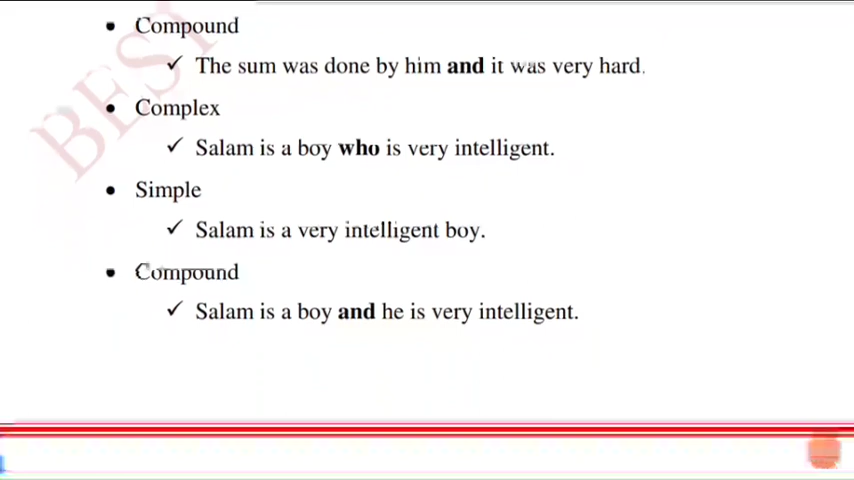 • Compound
✓ The sum was done by him and it was very hard.
• Complex
✓ Salam is a boy who is very intelligent.
• Simple
✓ Salam is a very intelligent boy.
• Compound
✓ Salam is a boy and he is very intelligent.
BEST